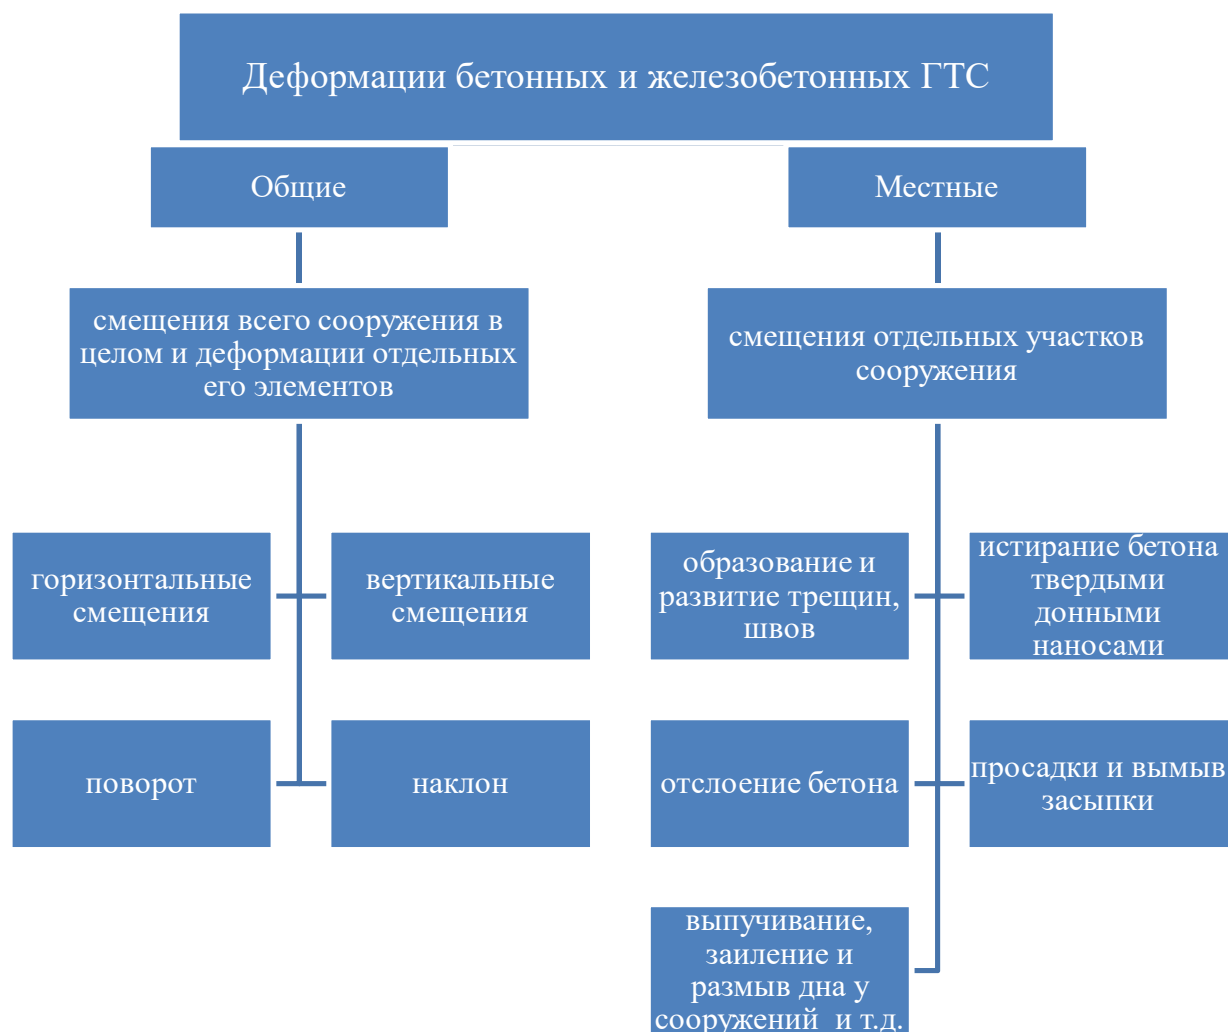 Деформации бетонных и железобетонных ГТС
Общие
Местные
смещения всего сооружения в
целом и деформации отдельных
его элементов
смещения отдельных участков
сооружения
горизонтальные
смещения
вертикальные
смещения
образование и
развитие трещин,
швов
истирание бетона
твердыми
донными
наносами
поворот
наклон
отслоение бетона
просадки и вымыв
засыпки
выпучивание,
заиление и
размыв дна у
сооружений и т.д.